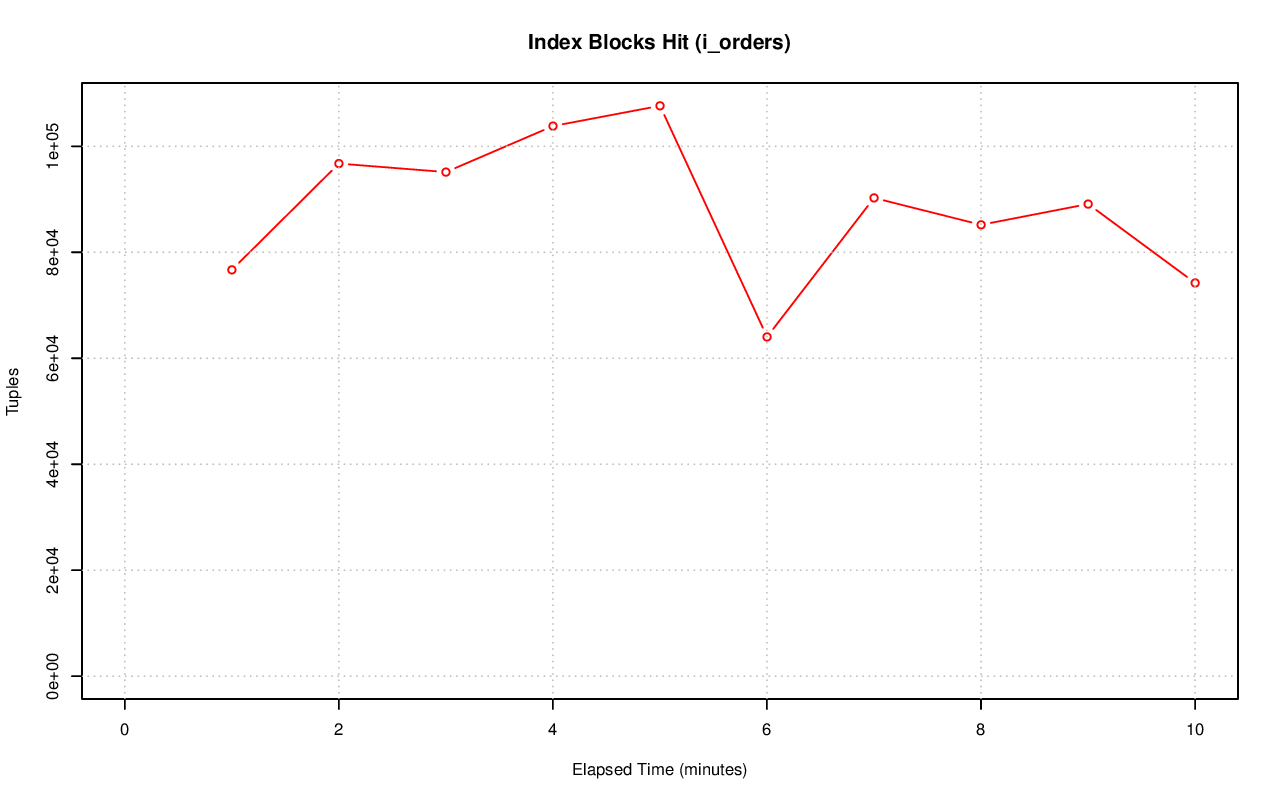 Index Blocks Hit (i_orders)
Tuples
1e+05
8e+04
6e+04
4e+04
2e+04
0e+00
0 2 4 6 8 10
Elapsed Time (minutes)